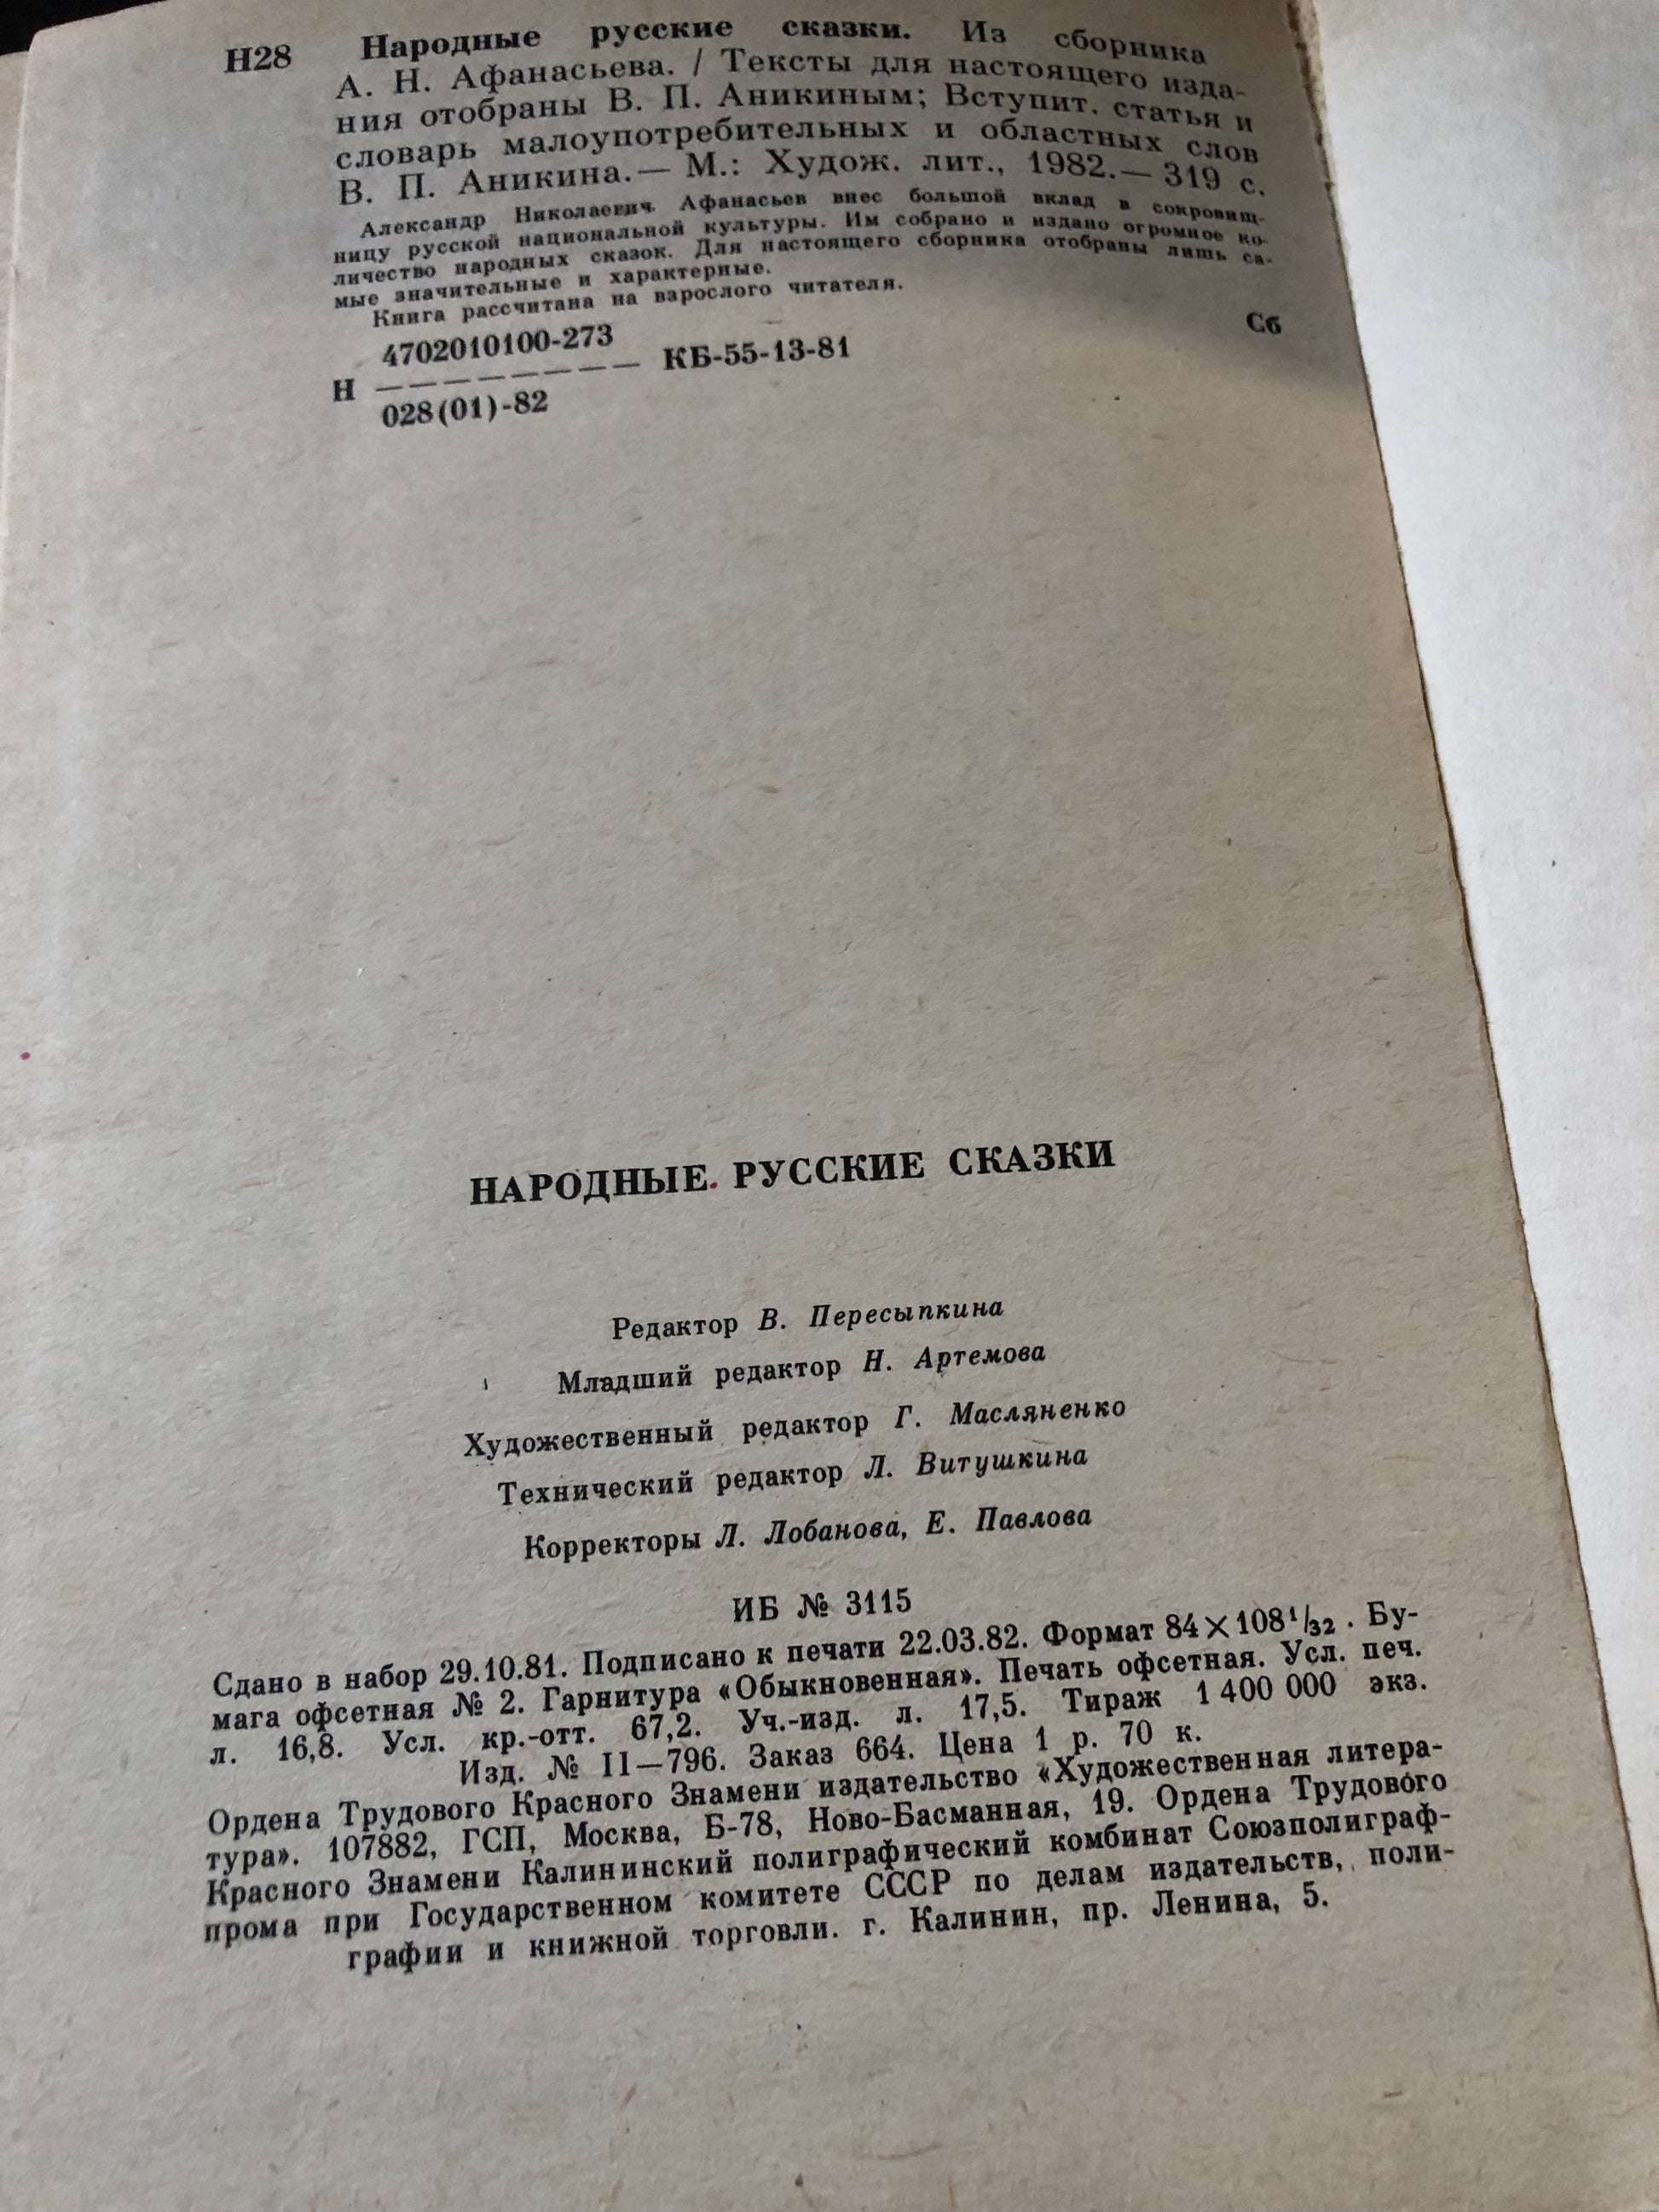 Н28 Народные русские сказки. Из сборника
А. Н. Афанасьева. / Тексты для настоящего изда-
ния отобраны В. П. Аникиным; Вступит. статья и
словарь малоупотребительных и областных слов
В. П. Аникина.— М.: Худож. лит., 1982.— 319 с.
Александр Николаевич Афанасьев внес большой вклад в сокровищ-
ницу русской национальной культуры. Им собрано и издано огромное ко-
личество народных сказок. Для настоящего сборника отобраны лишь са-
мые значительные и характерные.
Книга рассчитана на взрослого читателя.
4702010100-273
Н ————————— КБ-55-13-81 Сб
028(01)-82
НАРОДНЫЕ РУССКИЕ СКАЗКИ
Редактор В. Пересыпкина
Младший редактор Н. Артемова
Художественный редактор Г. Масляненко
Технический редактор Л. Витушкина
Корректоры Л. Лобанова, Е. Павлова
ИБ № 3115
Сдано в набор 29.10.81. Подписано к печати 22.03.82. Формат 84×108¹/₃₂. Бу-
мага офсетная № 2. Гарнитура «Обыкновенная». Печать офсетная. Усл. печ.
л. 16,8. Усл. кр.-отт. 67,2. Уч.-изд. л. 17,5. Тираж 1 400 000 экз.
Изд. № II—796. Заказ 664. Цена 1 р. 70 к.
Ордена Трудового Красного Знамени издательство «Художественная литера-
тура». 107882, ГСП, Москва, Б-78, Ново-Басманная, 19. Ордена Трудового
Красного Знамени Калининский полиграфический комбинат Союзполиграф-
прома при Государственном комитете СССР по делам издательств, поли-
графии и книжной торговли. г. Калинин, пр. Ленина, 5.